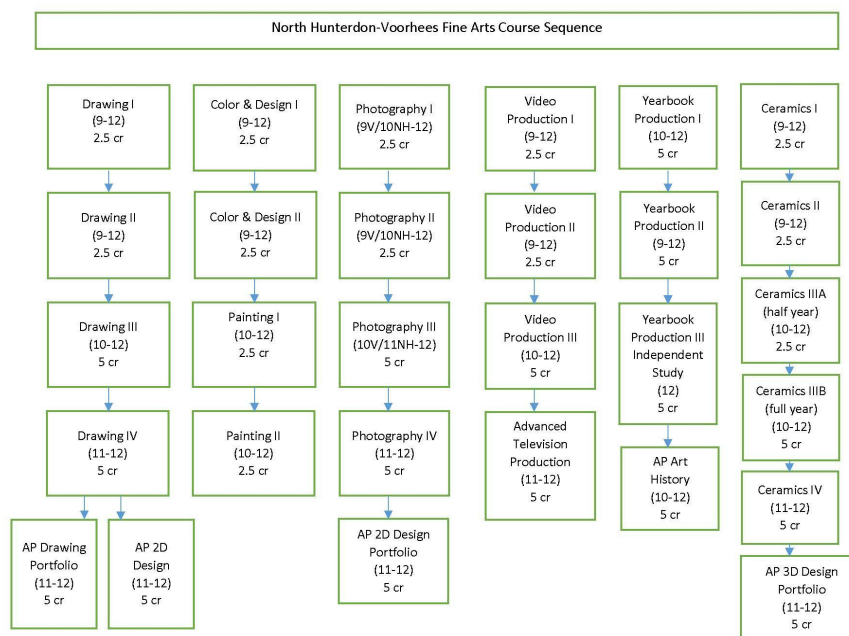 North Hunterdon-Voorhees Fine Arts Course Sequence
Drawing I
(9-12)
2.5 cr
Drawing II
(9-12)
2.5 cr
Drawing III
(10-12)
5 cr
Drawing IV
(11-12)
5 cr
AP Drawing
Portfolio
(11-12)
5 cr
AP 2D
Design
(11-12)
5 cr
Color & Design I
(9-12)
2.5 cr
Color & Design II
(9-12)
2.5 cr
Painting I
(10-12)
2.5 cr
Painting II
(10-12)
2.5 cr
Photography I
(9V/10NH-12)
2.5 cr
Photography II
(9V/10NH-12)
2.5 cr
Photography III
(10V/11NH-12)
5 cr
Photography IV
(11-12)
5 cr
AP 2D Design
Portfolio
(11-12)
5 cr
Video
Production I
(9-12)
2.5 cr
Video
Production II
(9-12)
2.5 cr
Video
Production III
(10-12)
5 cr
Advanced
Television
Production
(11-12)
5 cr
Yearbook
Production I
(10-12)
5 cr
Yearbook
Production II
(9-12)
5 cr
Yearbook
Production III
Independent
Study
(12)
5 cr
AP Art
History
(10-12)
5 cr
Ceramics I
(9-12)
2.5 cr
Ceramics II
(9-12)
2.5 cr
Ceramics IIIA
(half year)
(10-12)
2.5 cr
Ceramics IIIB
(full year)
(10-12)
5 cr
Ceramics IV
(11-12)
5 cr
AP 3D Design
Portfolio
(11-12)
5 cr